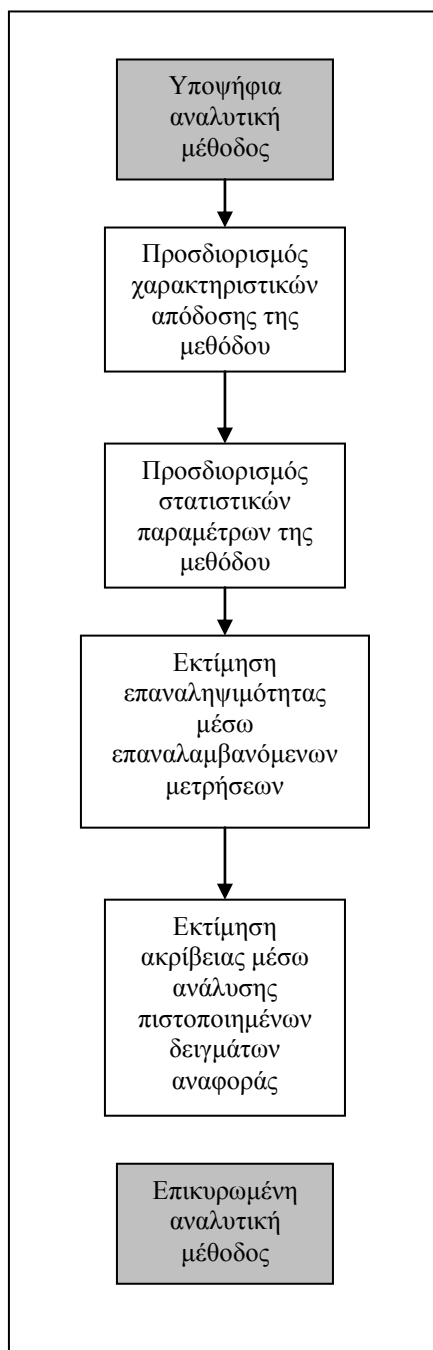 Υποψήφια
αναλυτική
μέθοδος
Προσδιορισμός
χαρακτηριστικών
απόδοσης της
μεθόδου
Προσδιορισμός
στατιστικών
παραμέτρων της
μεθόδου
Εκτίμηση
επαναληψιμότητας
μέσω
επαναλαμβανόμενων
μετρήσεων
Εκτίμηση
ακρίβειας μέσω
ανάλυσης
πιστοποιημένων
δειγμάτων
αναφοράς
Επικυρωμένη
αναλυτική
μέθοδος